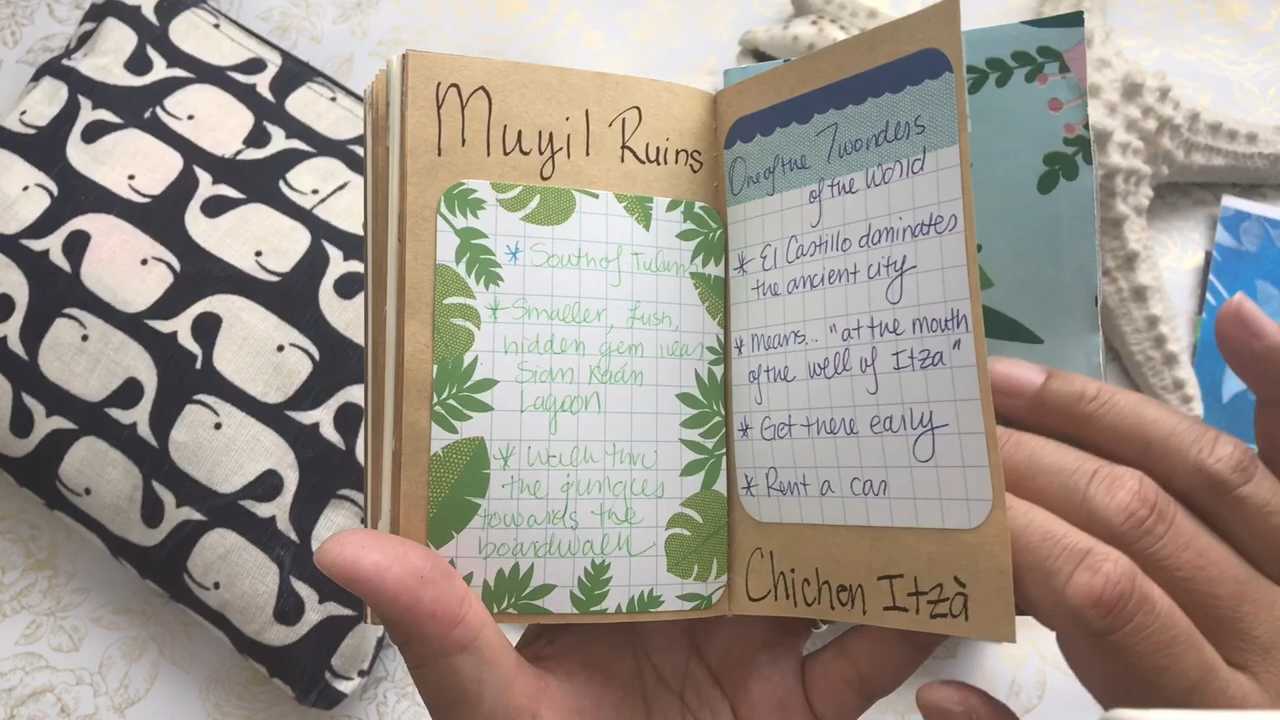 Muyil Ruins
* South of Tulum
* Smaller, Lush,
hidden gem near
Sian Kaán
Lagoon
* Walk thru
the jungles
towards the
boardwalk
One of the 7 wonders
of the World
* El Castillo dominates
the ancient city
* means... "at the mouth
of the well of Itza"
* Get there early
* Rent a car
Chichen Itzà